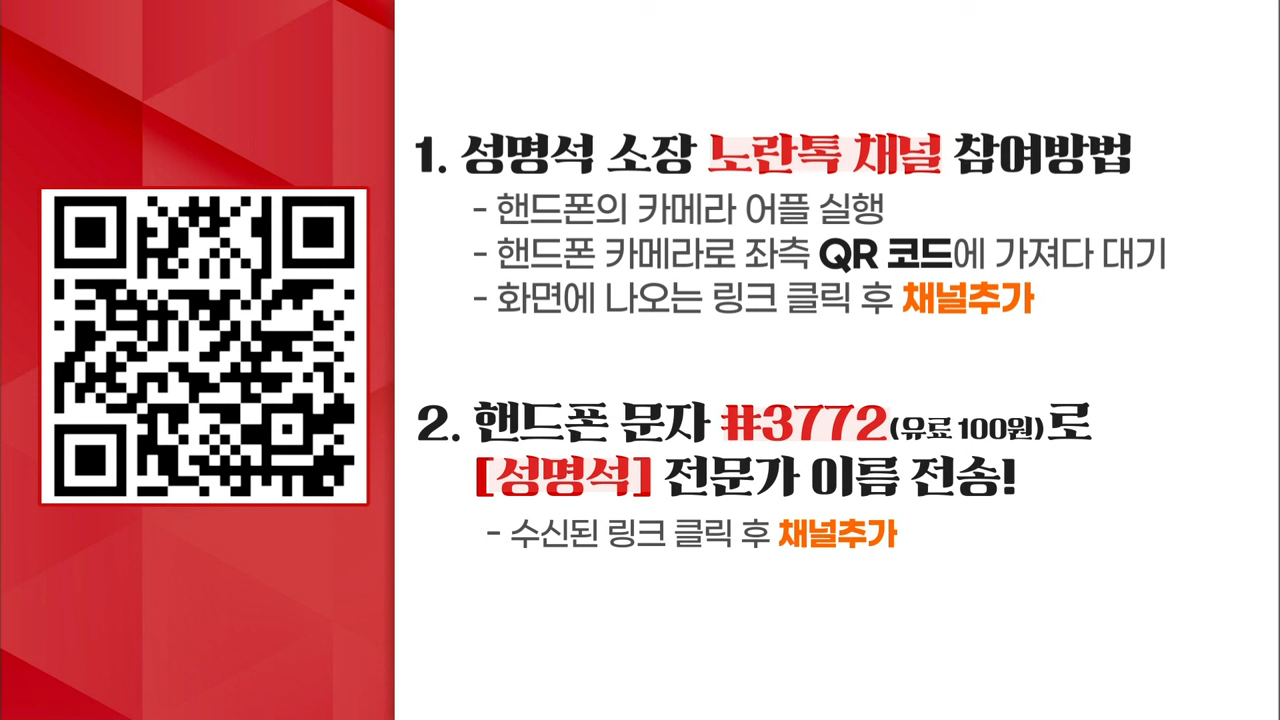 1. 성명석 소장 노란톡 채널 참여방법
- 핸드폰의 카메라 어플 실행
- 핸드폰 카메라로 좌측 QR 코드에 가져다 대기
- 화면에 나오는 링크 클릭 후 채널추가
2. 핸드폰 문자 #3772(유료 100원)로
[성명석] 전문가 이름 전송!
- 수신된 링크 클릭 후 채널추가